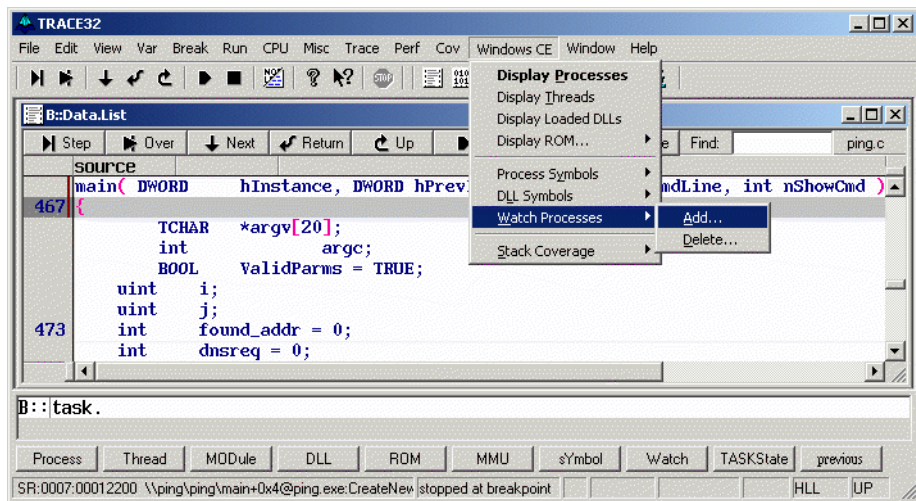 TRACE32
File Edit View Var Break Run CPU Misc Trace Perf Cov Windows CE Window Help
STOP
010 101
Display Processes
Display Threads
Display Loaded DLLs
Display ROM...
Process Symbols
DLL Symbols
Watch Processes
Stack Coverage
Add...
Delete...
B::Data.List
Step Over Next Return Up e Find: ping.c
source
main( DWORD hInstance, DWORD hPrev mdLine, int nShowCmd )
467 {
TCHAR *argv[20];
int argc;
BOOL ValidParms = TRUE;
uint i;
uint j;
473 int found_addr = 0;
int dnsreq = 0;
B::task.
Process Thread MODule DLL ROM MMU sYmbol Watch TASKState previous
SR:0007:00012200 \\ping\ping\main+0x4@ping.exe:CreateNew stopped at breakpoint HLL UP